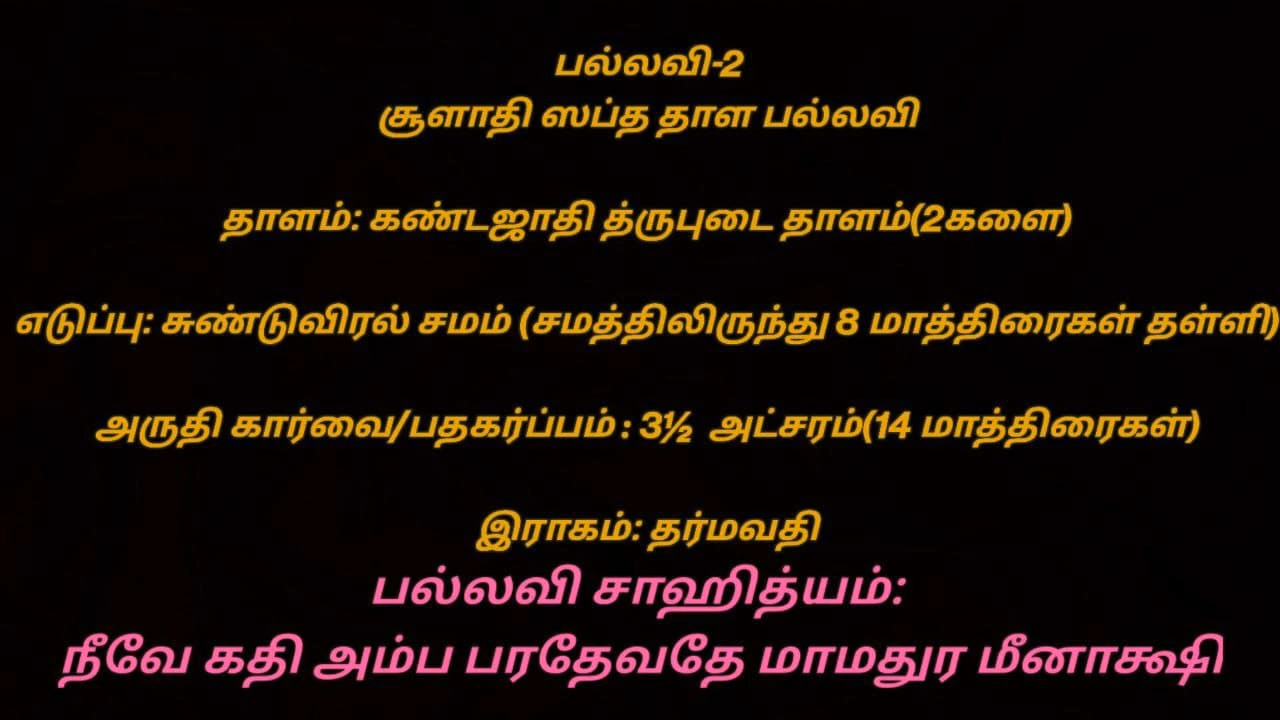 பல்லவி-2
சூளாதி ஸப்த தாள பல்லவி
தாளம்: கண்டஜாதி த்ருபுடை தாளம்(2களை)
எடுப்பு: சுண்டுவிரல் சமம் (சமத்திலிருந்து 8 மாத்திரைகள் தள்ளி)
அருதி கார்வை/பதகர்ப்பம் : 3½ அட்சரம்(14 மாத்திரைகள்)
இராகம்: தர்மவதி
பல்லவி சாஹித்யம்:
நீவே கதி அம்ப பரதேவதே மாமதுர மீனாக்ஷி